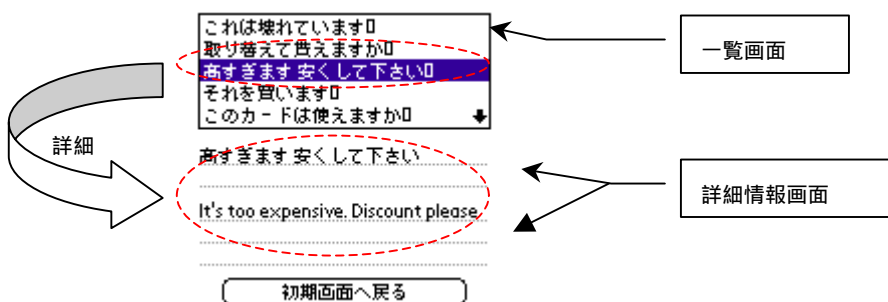 これは壊れています▯
取り替えて貰えますか▯
高すぎます 安くして下さい▯
それを買います▯
このカードは使えますか▯
一覧画面
詳細
高すぎます 安くして下さい
It's too expensive. Discount please
詳細情報画面
初期画面へ戻る